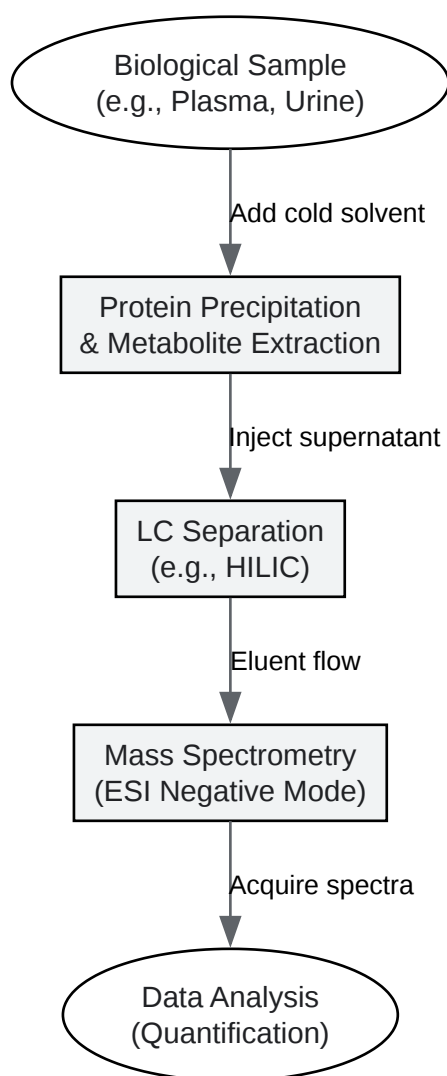 Biological Sample
(e.g., Plasma, Urine)
Add cold solvent
Protein Precipitation
& Metabolite Extraction
Inject supernatant
LC Separation
(e.g., HILIC)
Eluent flow
Mass Spectrometry
(ESI Negative Mode)
Acquire spectra
Data Analysis
(Quantification)